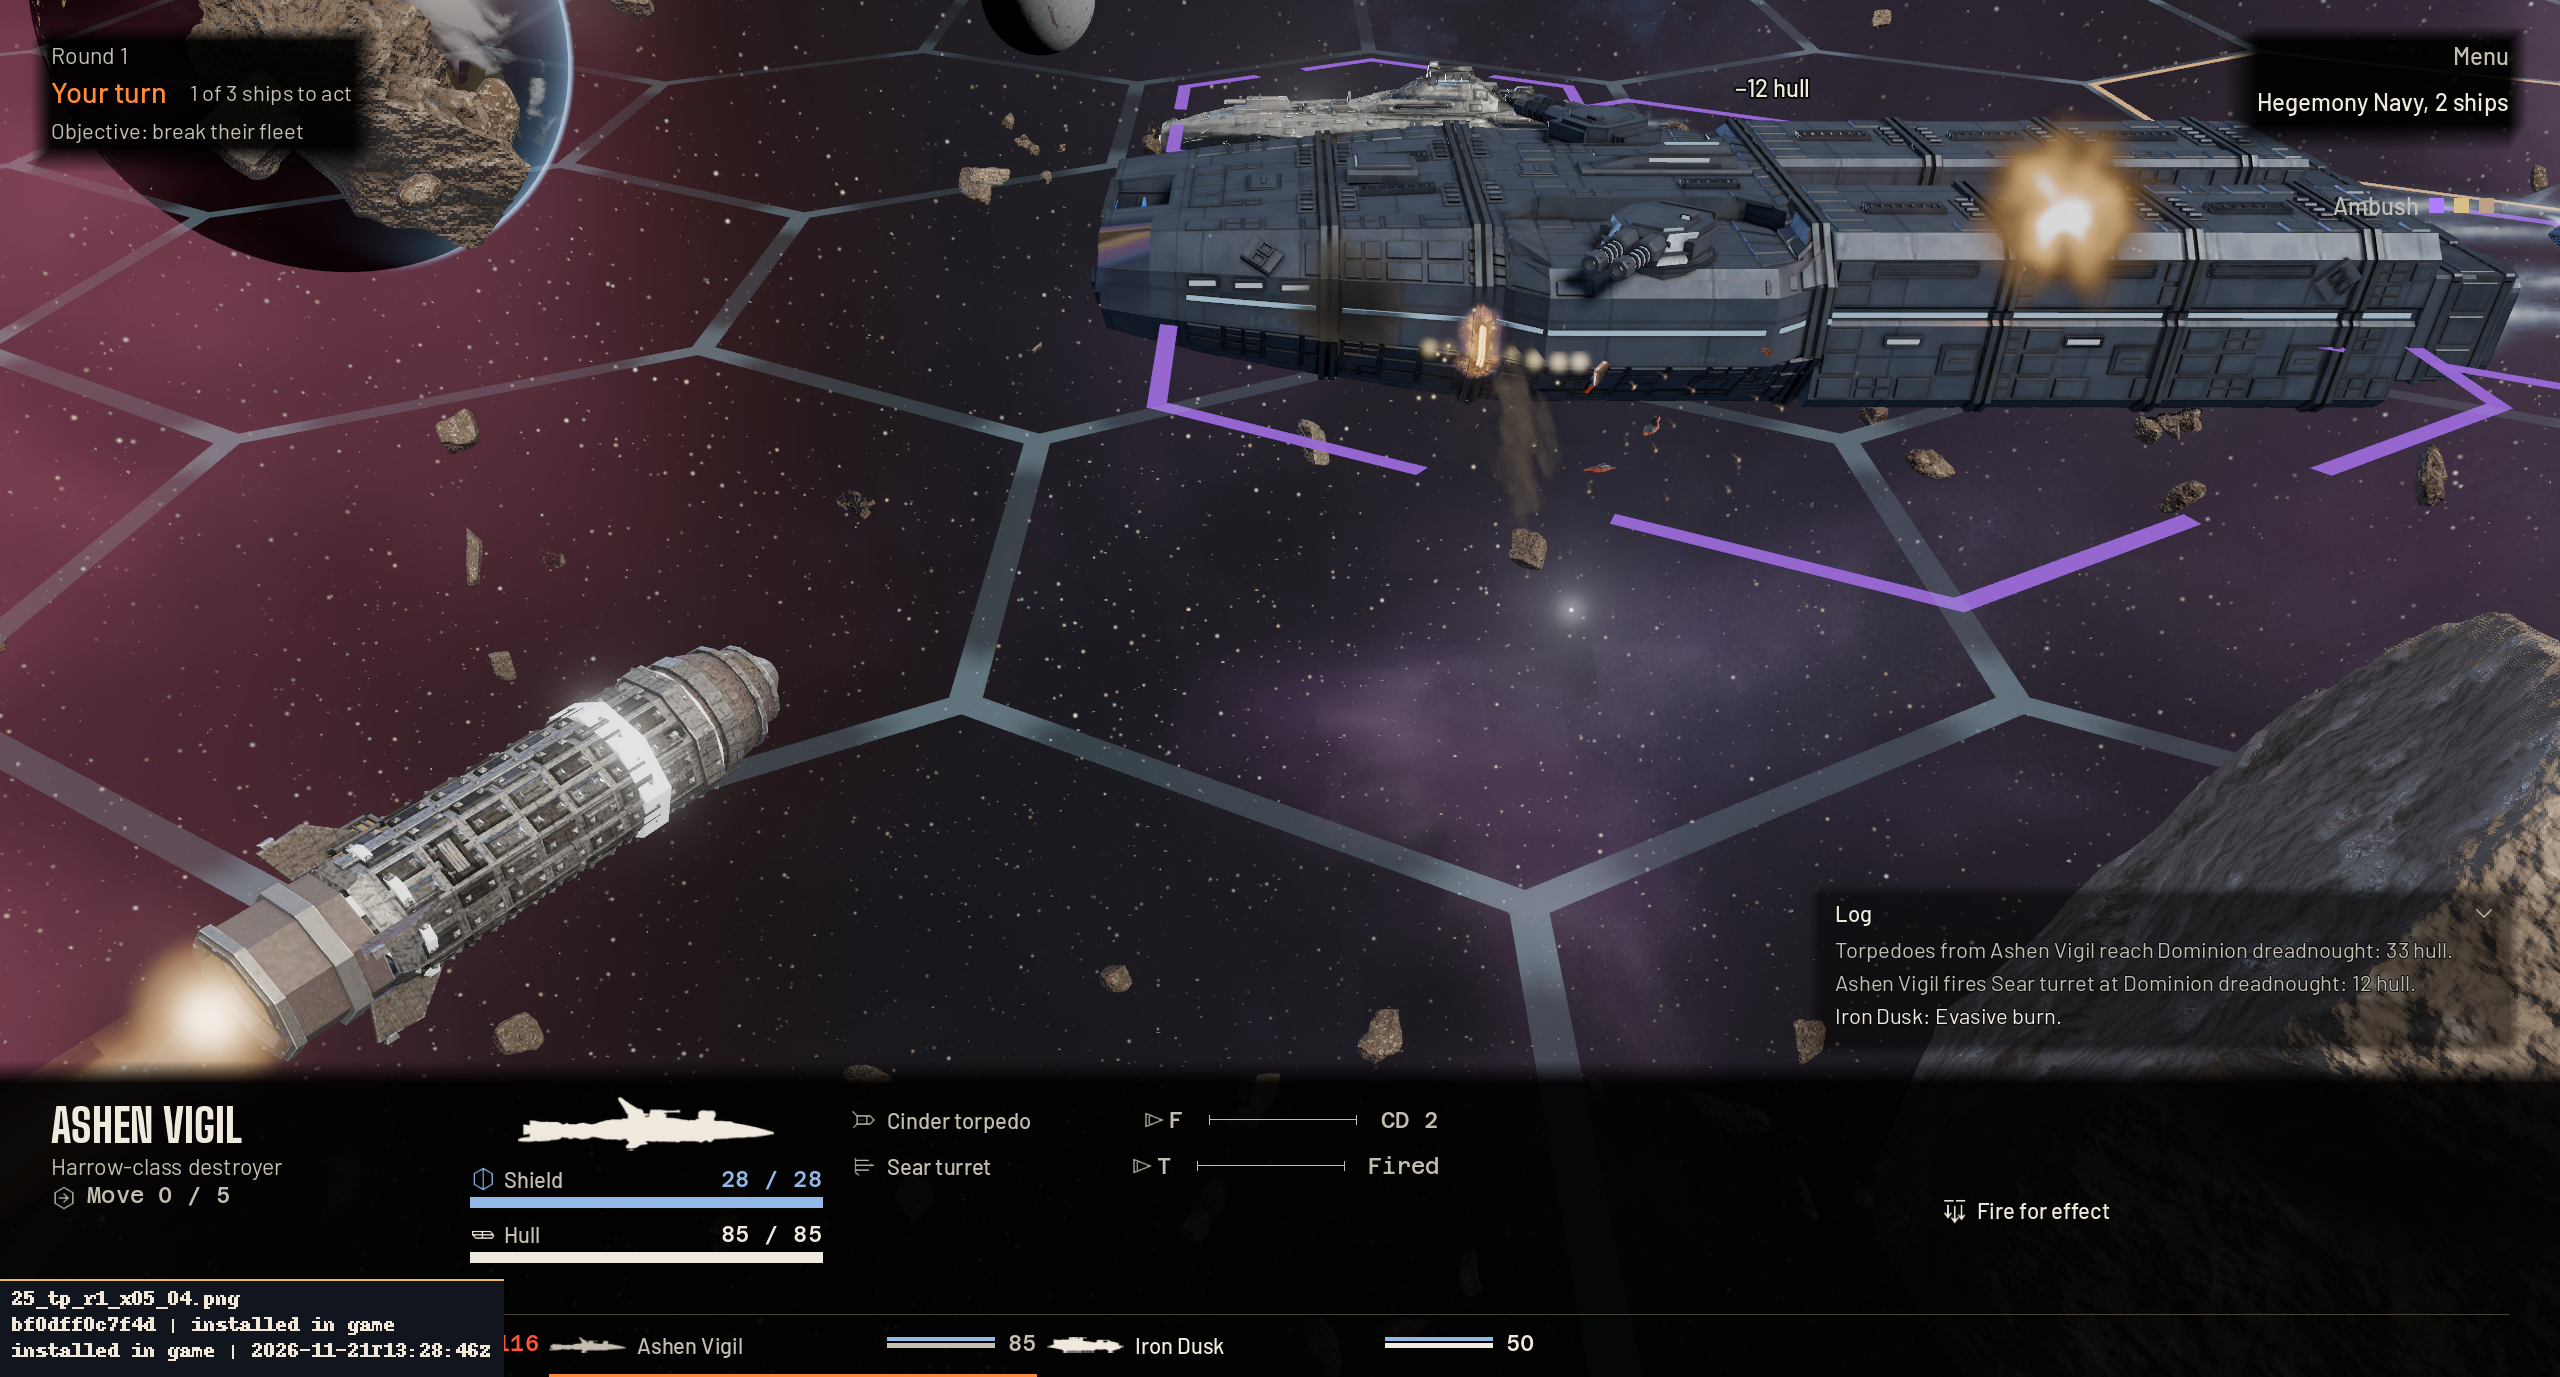 Round 1
Your turn 1 of 3 ships to act
Objective: break their fleet
Menu
Hegemony Navy, 2 ships
-12 hull
Ambush
Log
Torpedoes from Ashen Vigil reach Dominion dreadnought: 33 hull.
Ashen Vigil fires Sear turret at Dominion dreadnought: 12 hull.
Iron Dusk: Evasive burn.
ASHEN VIGIL
Harrow-class destroyer
Move 0 / 5
Shield 28 / 28
Hull 85 / 85
Cinder torpedo F CD 2
Sear turret T Fired
Fire for effect
25_tp_r1_x05_04.png
bf0dff0c7f4d | installed in game
installed in game | 2026-11-21T13:28:46Z
116 Ashen Vigil 85 Iron Dusk 50